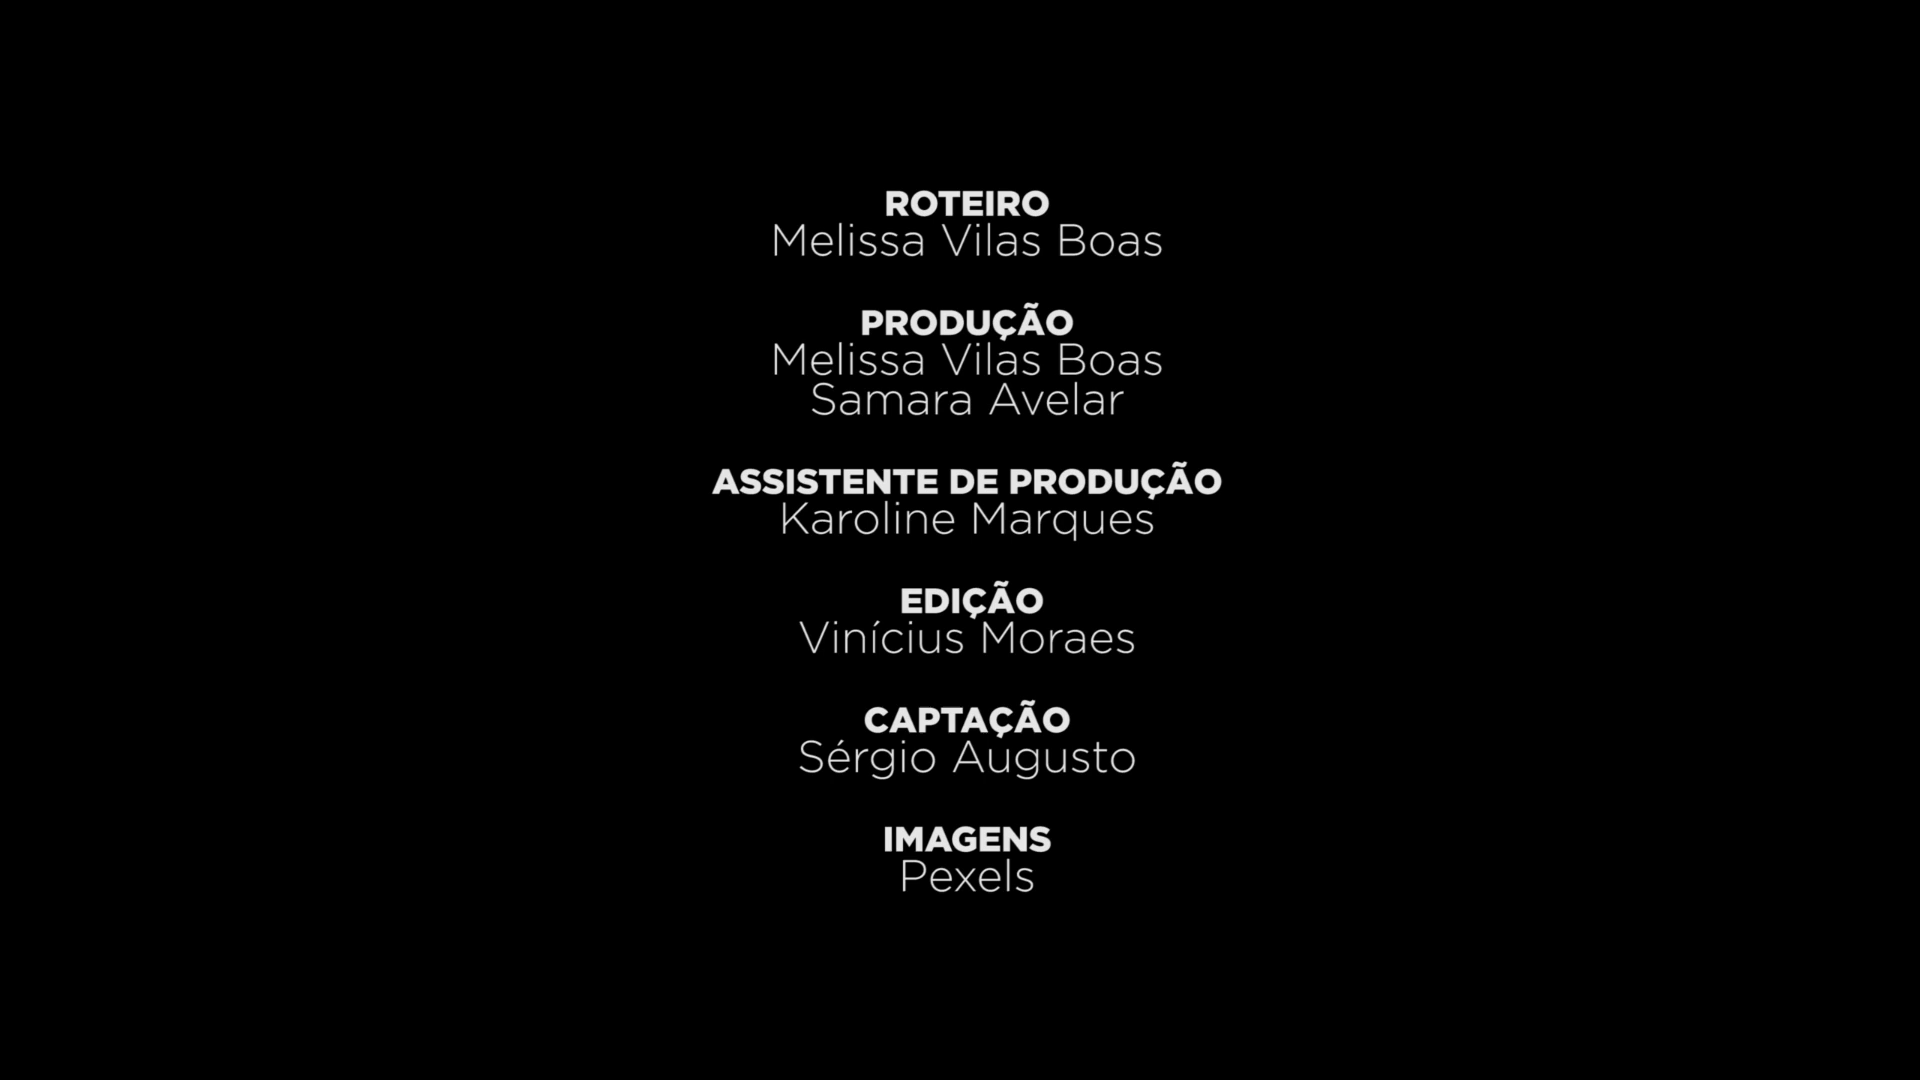 ROTEIRO
Melissa Vilas Boas
PRODUÇÃO
Melissa Vilas Boas
Samara Avelar
ASSISTENTE DE PRODUÇÃO
Karoline Marques
EDIÇÃO
Vinícius Moraes
CAPTAÇÃO
Sérgio Augusto
IMAGENS
Pexels